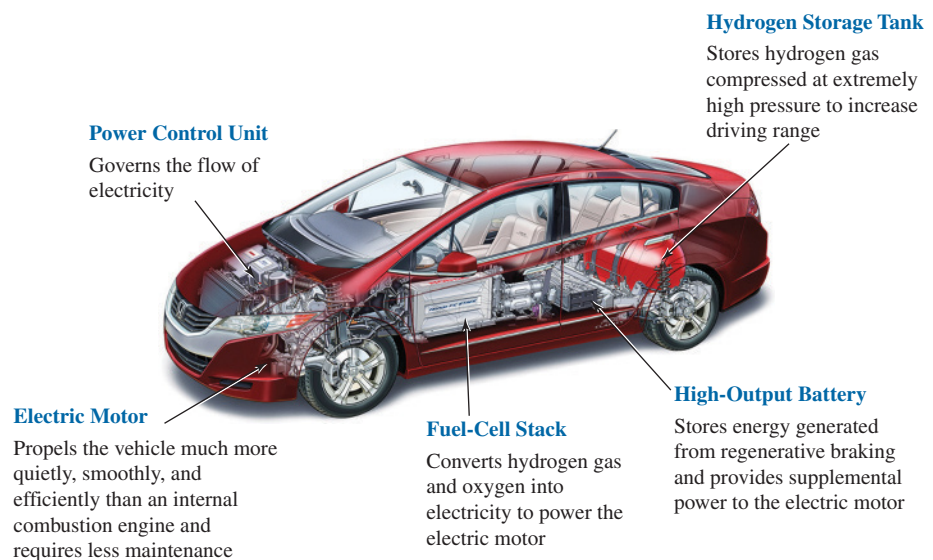 Hydrogen Storage Tank
Stores hydrogen gas
compressed at extremely
high pressure to increase
driving range
Power Control Unit
Governs the flow of
electricity
Electric Motor
Propels the vehicle much more
quietly, smoothly, and
efficiently than an internal
combustion engine and
requires less maintenance
Fuel-Cell Stack
Converts hydrogen gas
and oxygen into
electricity to power the
electric motor
High-Output Battery
Stores energy generated
from regenerative braking
and provides supplemental
power to the electric motor